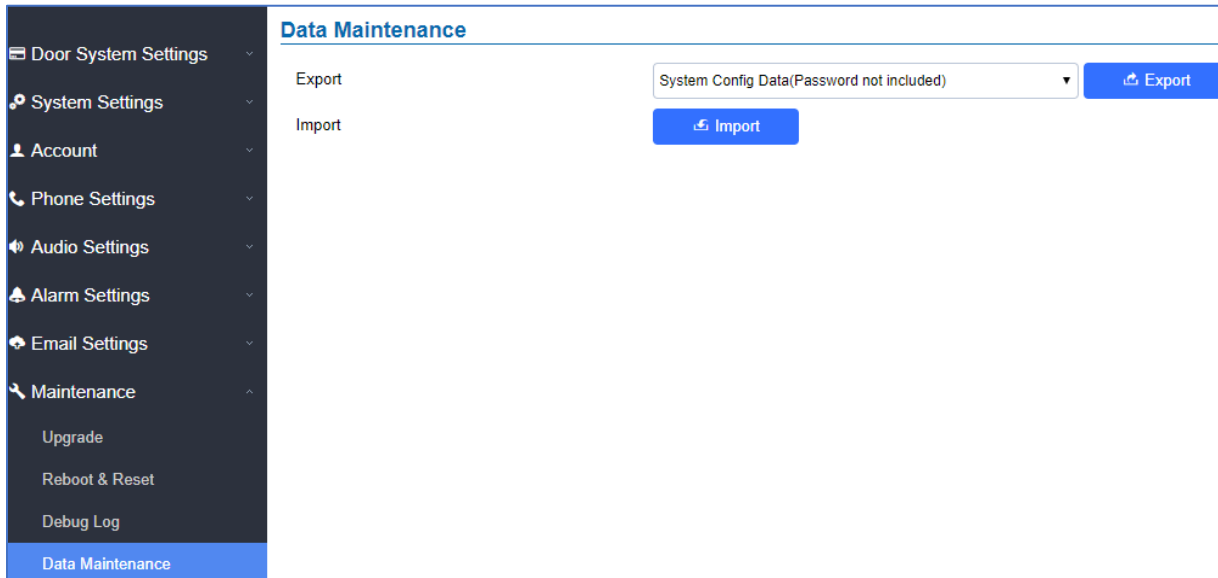 Door System Settings
System Settings
Account
Phone Settings
Audio Settings
Alarm Settings
Email Settings
Maintenance
Upgrade
Reboot & Reset
Debug Log
Data Maintenance
Data Maintenance
Export System Config Data(Password not included) Export
Import Import